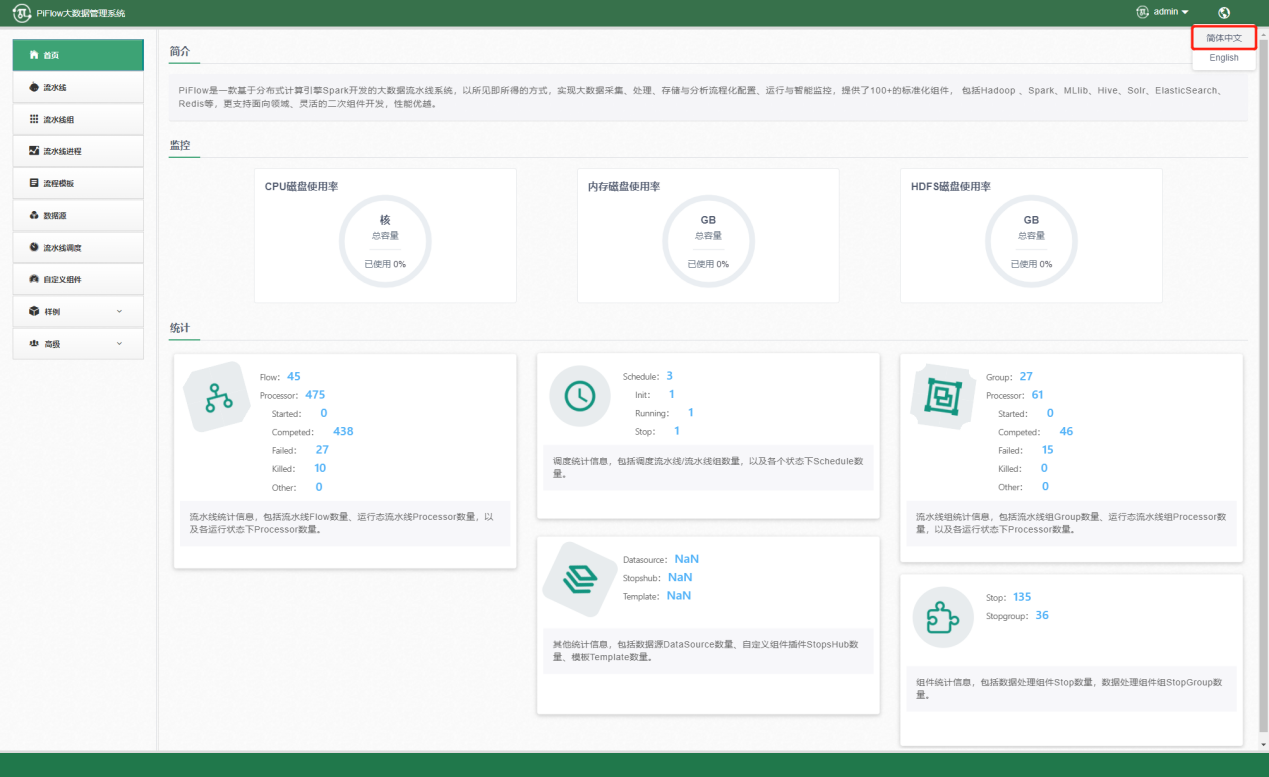 PiFlow大数据管理系统
admin
简体中文
English
首页
流水线
流水线组
流水线进程
流程模板
数据源
流水线调度
自定义组件
样例
高级
简介
PiFlow是一款基于分布式计算引擎Spark开发的大数据流水线系统，以所见即所得的方式，实现大数据采集、处理、存储与分析流程化配置、运行与智能监控，提供了100+的标准化组件， 包括Hadoop 、Spark、MLlib、Hive、Solr、ElasticSearch、
Redis等，更支持面向领域、灵活的二次组件开发，性能优越。
监控
CPU磁盘使用率
核
总容量
已使用 0%
内存磁盘使用率
GB
总容量
已使用 0%
HDFS磁盘使用率
GB
总容量
已使用 0%
统计
Flow: 45
Processor: 475
Started: 0
Competed: 438
Failed: 27
Killed: 10
Other: 0
流水线统计信息，包括流水线Flow数量、运行态流水线Processor数量，以
及各运行状态下Processor数量。
Schedule: 3
Init: 1
Running: 1
Stop: 1
调度统计信息，包括调度流水线/流水线组数量，以及各个状态下Schedule数
量。
Datasource: NaN
Stopshub: NaN
Template: NaN
其他统计信息，包括数据源DataSource数量、自定义组件插件StopsHub数
量、模板Template数量。
Group: 27
Processor: 61
Started: 0
Competed: 46
Failed: 15
Killed: 0
Other: 0
流水线组统计信息，包括流水线组Group数量、运行态流水线组Processor数
量，以及各运行状态下Processor数量。
Stop: 135
Stopgroup: 36
组件统计信息，包括数据处理组件Stop数量，数据处理组件组StopGroup数
量。